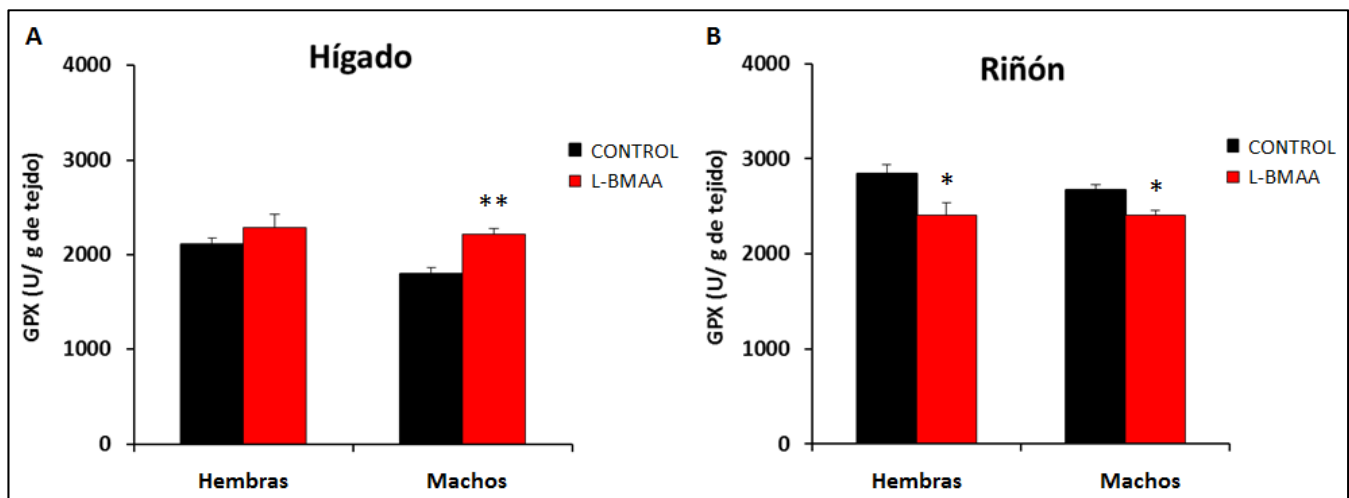 A
Hígado
GPX (U/ g de tejdo)
4000
3000
2000
1000
0
CONTROL
L-BMAA
**
Hembras
Machos
B
Riñón
GPX (U/ g de tejido)
4000
3000
2000
1000
0
CONTROL
L-BMAA
*
*
Hembras
Machos